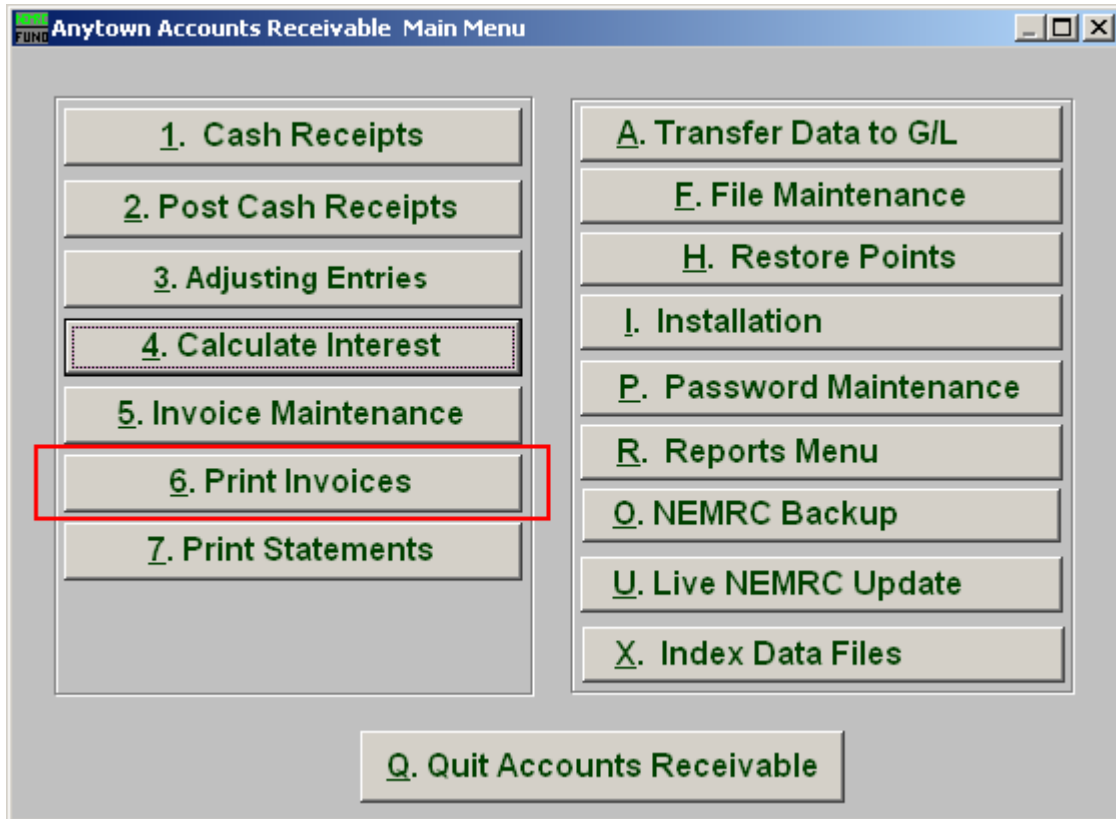 NEMRC
FUND
Anytown Accounts Receivable Main Menu
1. Cash Receipts
2. Post Cash Receipts
3. Adjusting Entries
4. Calculate Interest
5. Invoice Maintenance
6. Print Invoices
7. Print Statements
A. Transfer Data to G/L
F. File Maintenance
H. Restore Points
I. Installation
P. Password Maintenance
R. Reports Menu
O. NEMRC Backup
U. Live NEMRC Update
X. Index Data Files
Q. Quit Accounts Receivable